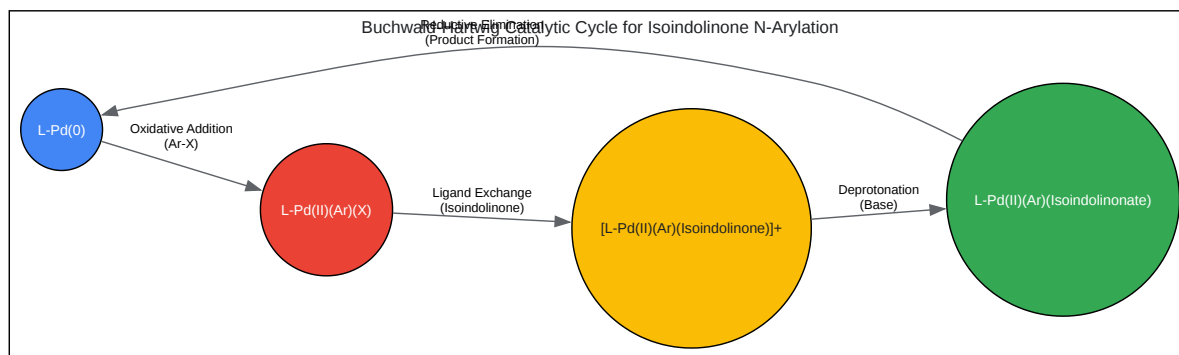 Buchwald-Hartwig Catalytic Cycle for Isoindolinone N-Arylation
Reductive Elimination
(Product Formation)
L-Pd(0)
Oxidative Addition
(Ar-X)
L-Pd(II)(Ar)(X)
Ligand Exchange
(Isoindolinone)
[L-Pd(II)(Ar)(Isoindolinone)]+
Deprotonation
(Base)
L-Pd(II)(Ar)(Isoindolinonate)